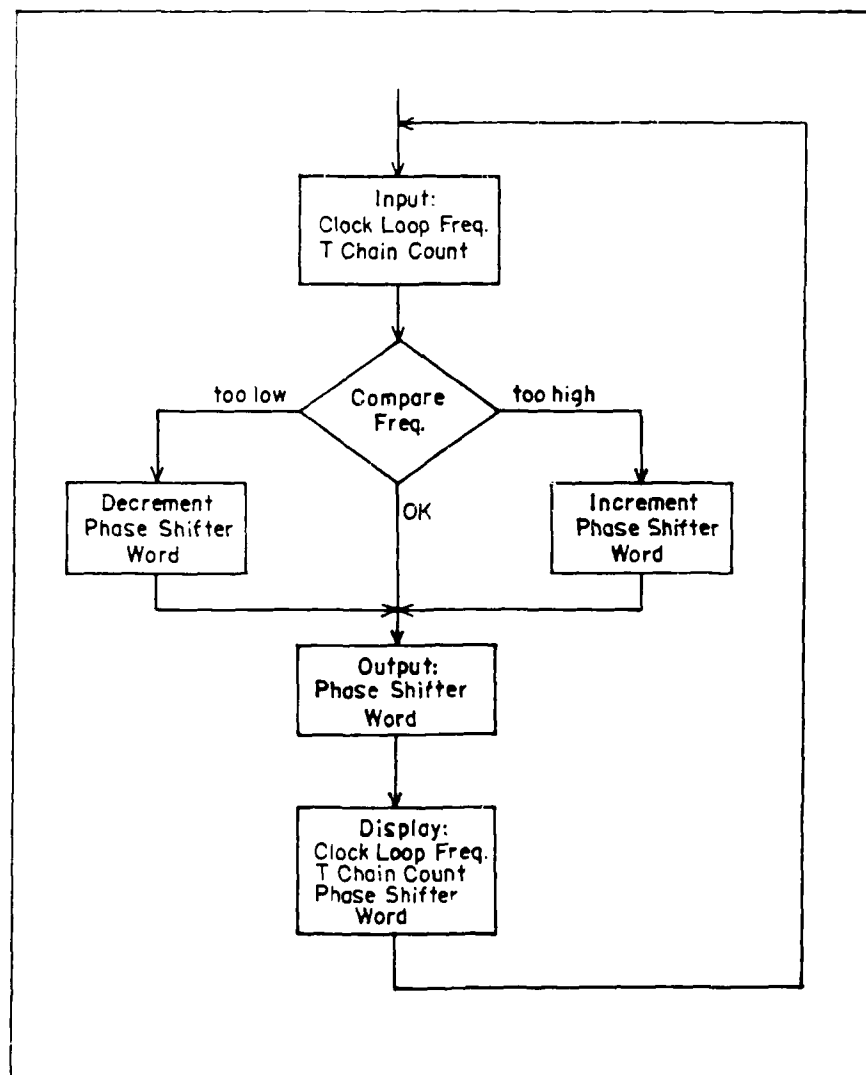 Input:
Clock Loop Freq.
T Chain Count
too low
Compare
Freq.
too high
Decrement
Phase Shifter
Word
OK
Increment
Phase Shifter
Word
Output:
Phase Shifter
Word
Display:
Clock Loop Freq.
T Chain Count
Phase Shifter
Word